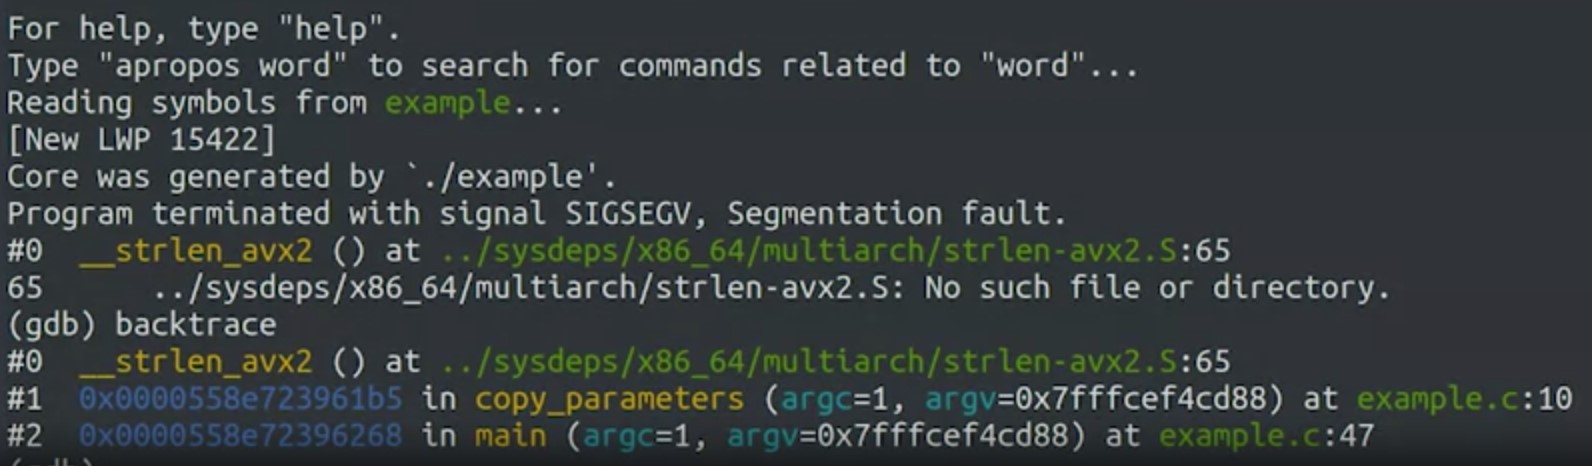 For help, type "help".
Type "apropos word" to search for commands related to "word"...
Reading symbols from example...
[New LWP 15422]
Core was generated by `./example'.
Program terminated with signal SIGSEGV, Segmentation fault.
#0  __strlen_avx2 () at ../sysdeps/x86_64/multiarch/strlen-avx2.S:65
65      ../sysdeps/x86_64/multiarch/strlen-avx2.S: No such file or directory.
(gdb) backtrace
#0  __strlen_avx2 () at ../sysdeps/x86_64/multiarch/strlen-avx2.S:65
#1  0x0000558e723961b5 in copy_parameters (argc=1, argv=0x7fffcef4cd88) at example.c:10
#2  0x0000558e72396268 in main (argc=1, argv=0x7fffcef4cd88) at example.c:47